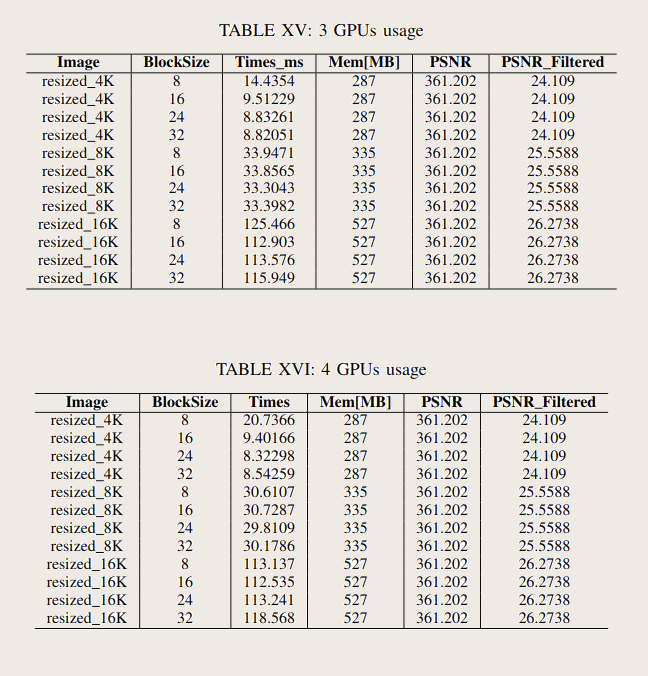 TABLE XV: 3 GPUs usage
Image BlockSize Times_ms Mem[MB] PSNR PSNR_Filtered
resized_4K 8 14.4354 287 361.202 24.109
resized_4K 16 9.51229 287 361.202 24.109
resized_4K 24 8.83261 287 361.202 24.109
resized_4K 32 8.82051 287 361.202 24.109
resized_8K 8 33.9471 335 361.202 25.5588
resized_8K 16 33.8565 335 361.202 25.5588
resized_8K 24 33.3043 335 361.202 25.5588
resized_8K 32 33.3982 335 361.202 25.5588
resized_16K 8 125.466 527 361.202 26.2738
resized_16K 16 112.903 527 361.202 26.2738
resized_16K 24 113.576 527 361.202 26.2738
resized_16K 32 115.949 527 361.202 26.2738
TABLE XVI: 4 GPUs usage
Image BlockSize Times Mem[MB] PSNR PSNR_Filtered
resized_4K 8 20.7366 287 361.202 24.109
resized_4K 16 9.40166 287 361.202 24.109
resized_4K 24 8.32298 287 361.202 24.109
resized_4K 32 8.54259 287 361.202 24.109
resized_8K 8 30.6107 335 361.202 25.5588
resized_8K 16 30.7287 335 361.202 25.5588
resized_8K 24 29.8109 335 361.202 25.5588
resized_8K 32 30.1786 335 361.202 25.5588
resized_16K 8 113.137 527 361.202 26.2738
resized_16K 16 112.535 527 361.202 26.2738
resized_16K 24 113.241 527 361.202 26.2738
resized_16K 32 118.568 527 361.202 26.2738